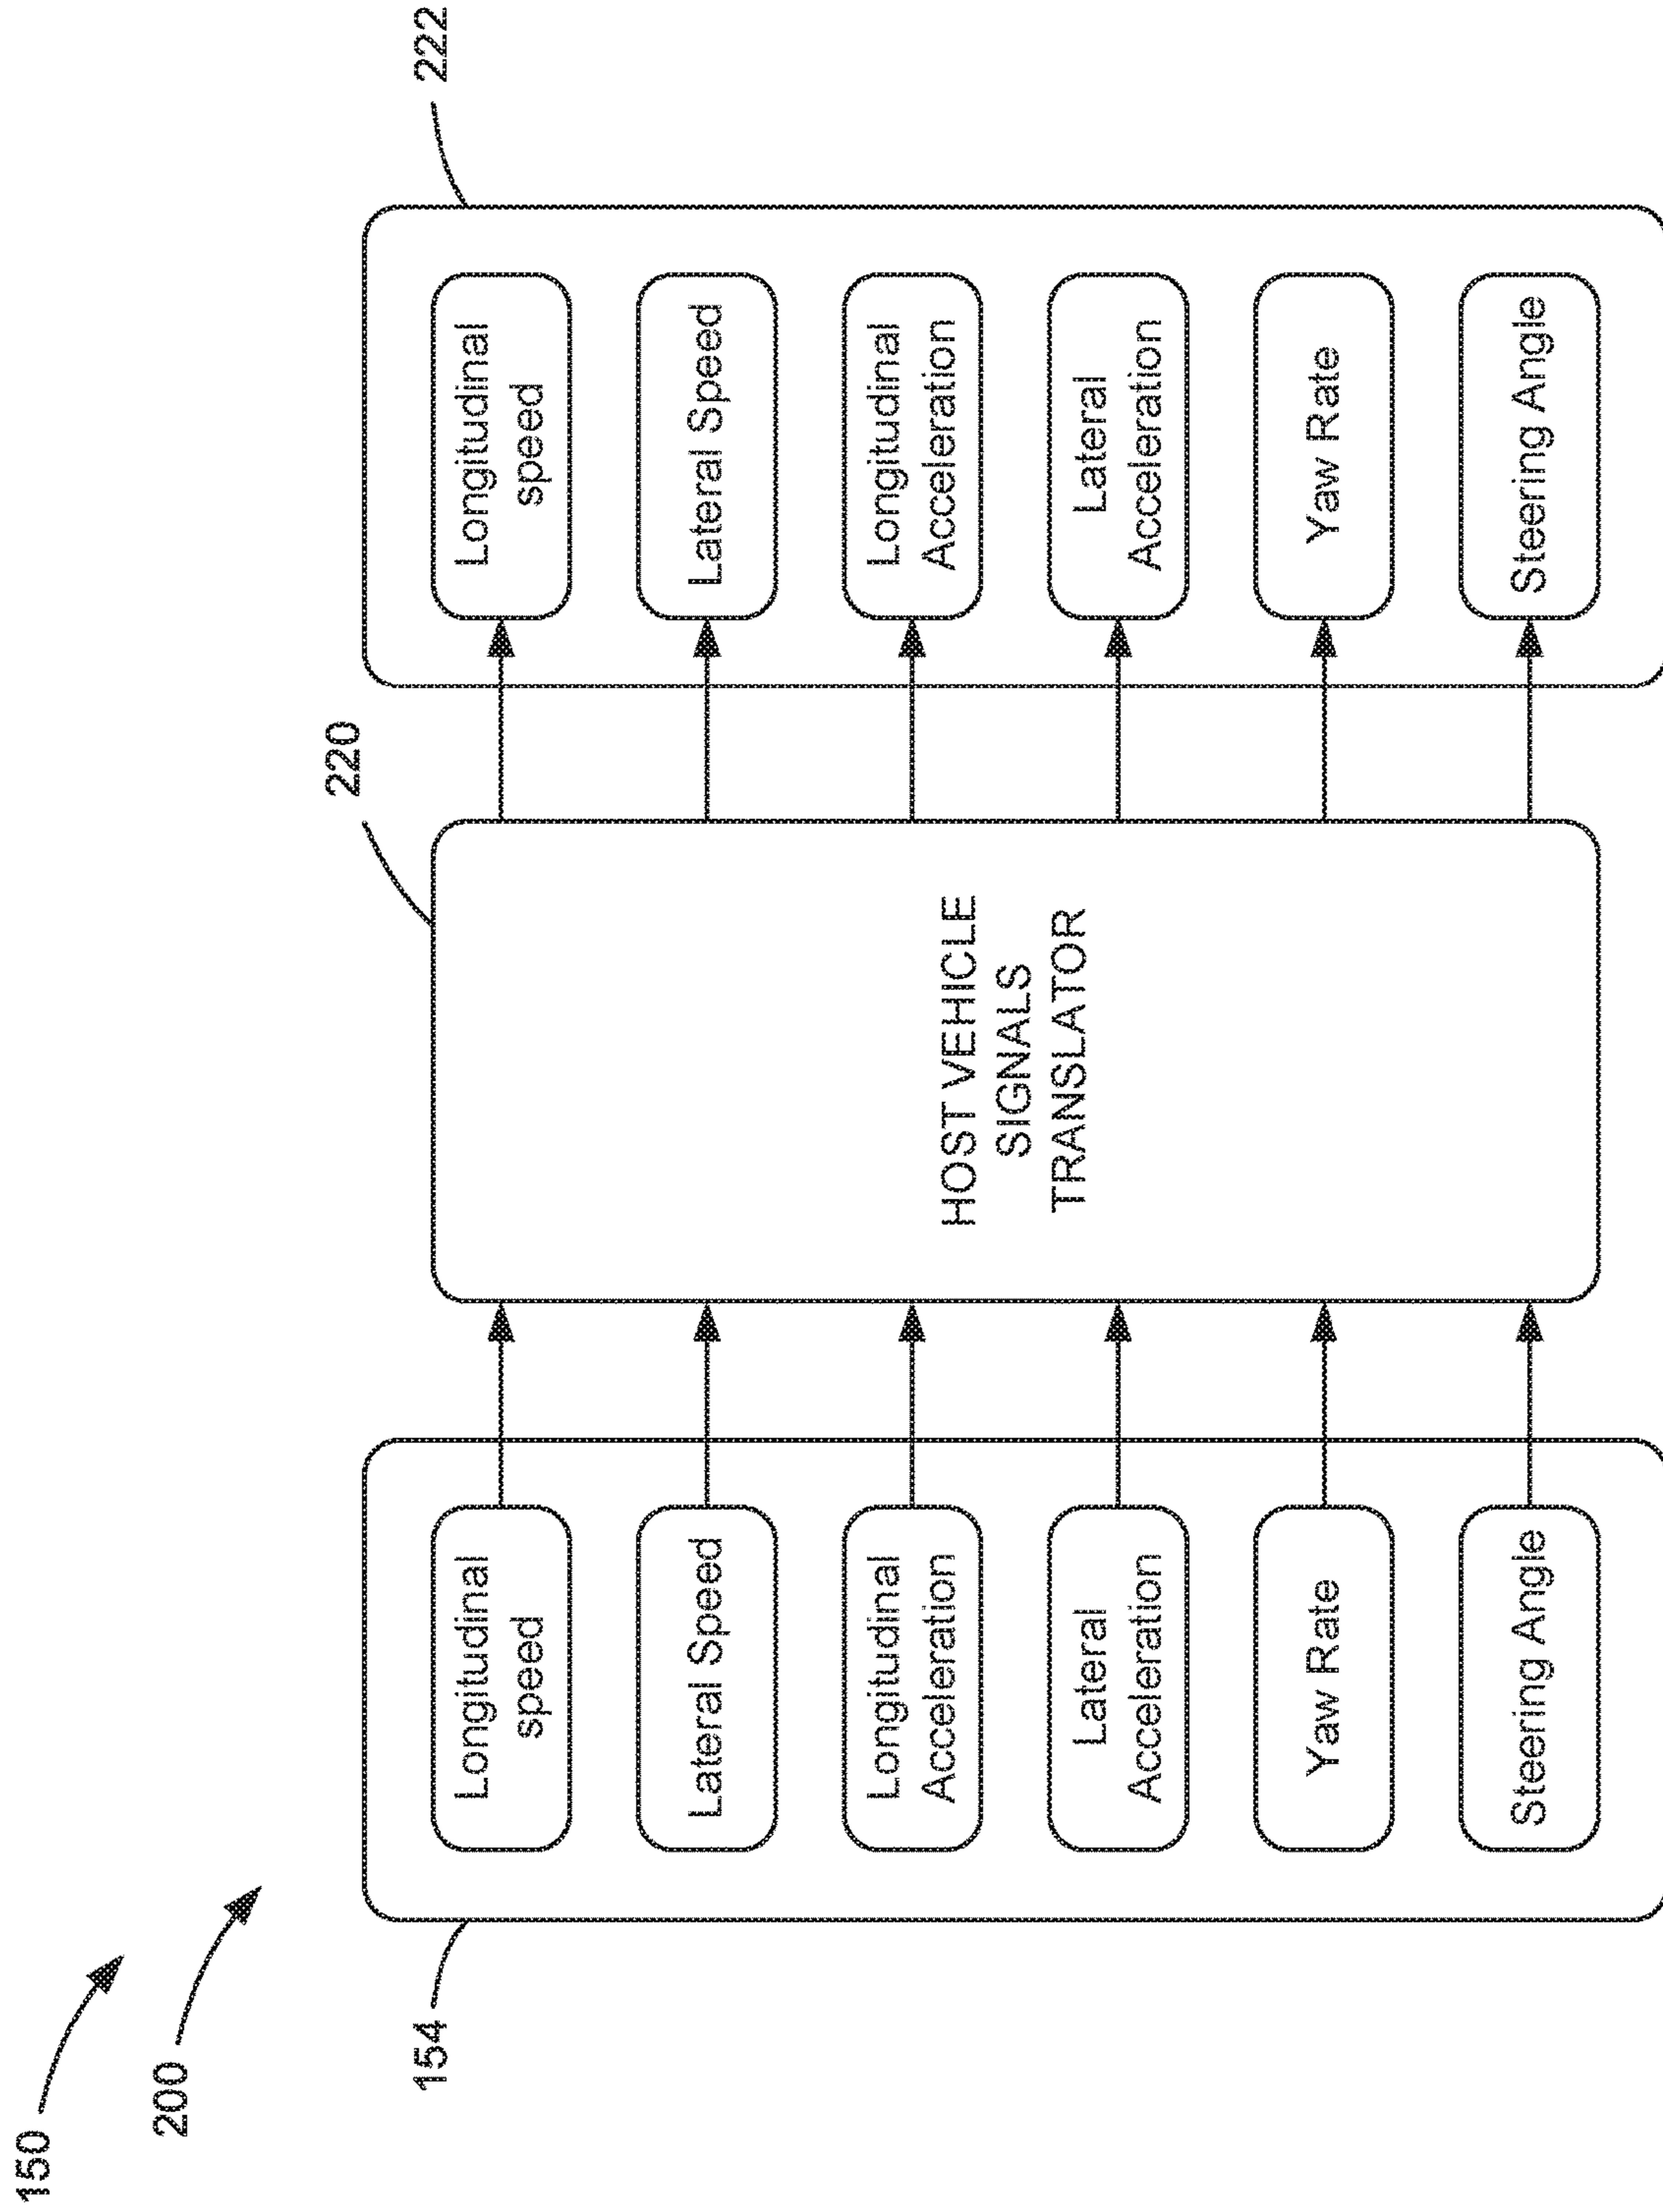 150
200
154
Longitudinal
speed
Lateral Speed
Longitudinal
Acceleration
Lateral
Acceleration
Yaw Rate
Steering Angle
220
HOST VEHICLE
SIGNALS
TRANSLATOR
222
Longitudinal
speed
Lateral Speed
Longitudinal
Acceleration
Lateral
Acceleration
Yaw Rate
Steering Angle